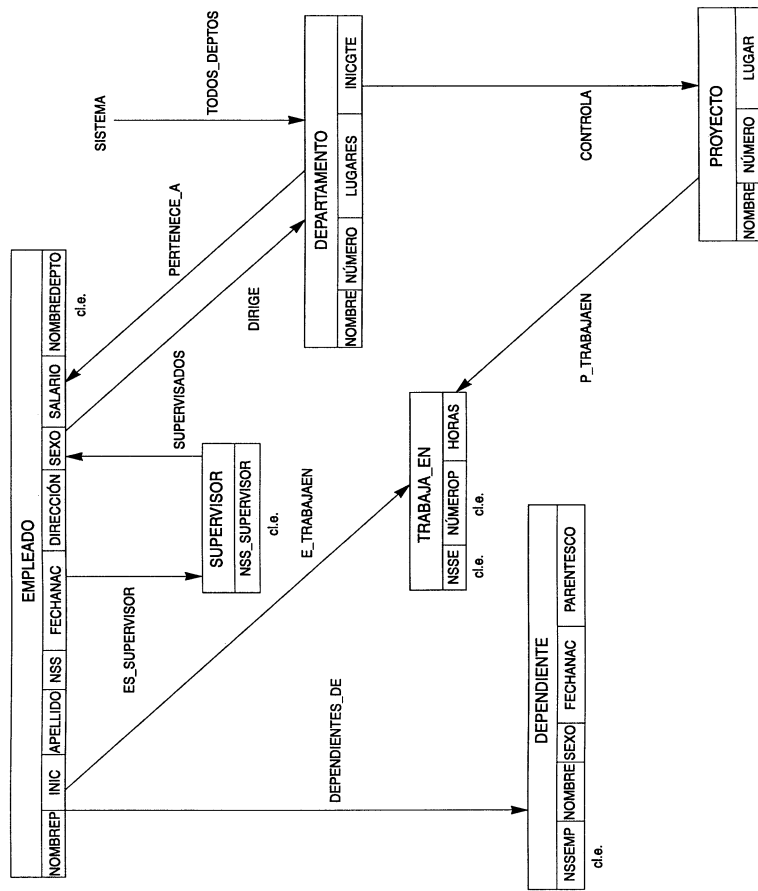 EMPLEADO
NOMBREP INIC APELLIDO NSS FECHANAC DIRECCIÓN SEXO SALARIO NOMBREDEPTO
cl.e.
SISTEMA
TODOS_DEPTOS
PERTENECE_A
DIRIGE
DEPARTAMENTO
NOMBRE NÚMERO LUGARES INICGTE
SUPERVISADOS
ES_SUPERVISOR
SUPERVISOR
NSS_SUPERVISOR
cl.e.
E_TRABAJAEN
CONTROLA
P_TRABAJAEN
TRABAJA_EN
NSSE NÚMEROP HORAS
cl.e. cl.e.
PROYECTO
NOMBRE NÚMERO LUGAR
DEPENDIENTES_DE
DEPENDIENTE
NSSEMP NOMBRE SEXO FECHANAC PARENTESCO
cl.e.